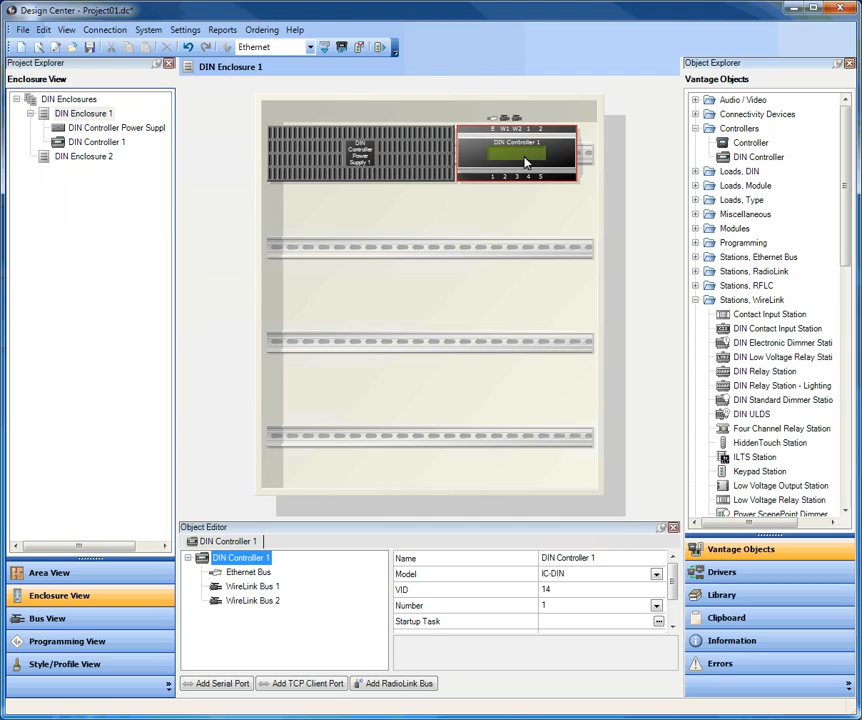 Design Center - Project01.dc*
File Edit View Connection System Settings Reports Ordering Help
Ethernet
Project Explorer
DIN Enclosure 1
Object Explorer
Enclosure View
Vantage Objects
DIN Enclosures
DIN Enclosure 1
DIN Controller Power Suppl
DIN Controller 1
DIN Enclosure 2
DIN
Controller
Power
Supply 1
E W1 W2 1 2
DIN Controller 1
1 2 3 4 5
Audio / Video
Connectivity Devices
Controllers
Controller
DIN Controller
Loads, DIN
Loads, Module
Loads, Type
Miscellaneous
Modules
Programming
Stations, Ethernet Bus
Stations, RadioLink
Stations, RFLC
Stations, WireLink
Contact Input Station
DIN Contact Input Station
DIN Electronic Dimmer Stati
DIN Low Voltage Relay Stati
DIN Relay Station
DIN Relay Station - Lighting
DIN Standard Dimmer Statio
DIN ULDS
Four Channel Relay Station
HiddenTouch Station
ILTS Station
Keypad Station
Low Voltage Output Station
Low Voltage Relay Station
Power ScenePoint Dimmer
Area View
Enclosure View
Bus View
Programming View
Style/Profile View
Object Editor
DIN Controller 1
DIN Controller 1
Ethernet Bus
WireLink Bus 1
WireLink Bus 2
Name DIN Controller 1
Model IC-DIN
VID 14
Number 1
Startup Task
Add Serial Port Add TCP Client Port Add RadioLink Bus
Vantage Objects
Drivers
Library
Clipboard
Information
Errors